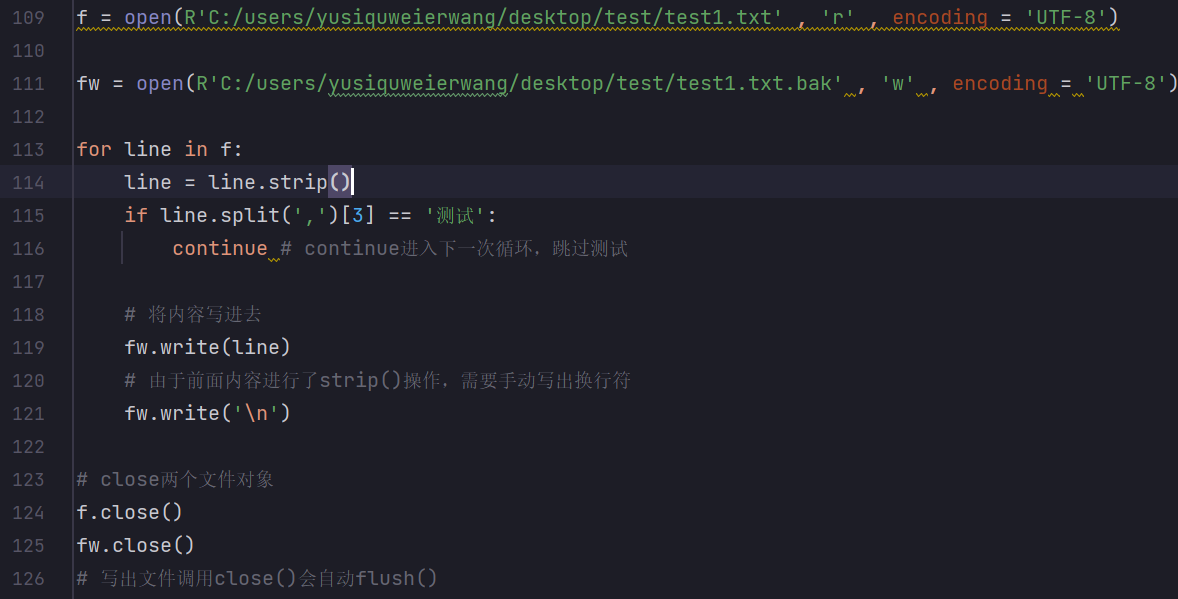 109 f = open(R'C:/users/yusiquweierwang/desktop/test/test1.txt' , 'r' , encoding = 'UTF-8')
110
111 fw = open(R'C:/users/yusiquweierwang/desktop/test/test1.txt.bak' , 'w' , encoding = 'UTF-8')
112
113 for line in f:
114     line = line.strip()
115     if line.split(',')[3] == '测试':
116         continue # continue进入下一次循环，跳过测试
117
118     # 将内容写进去
119     fw.write(line)
120     # 由于前面内容进行了strip()操作，需要手动写出换行符
121     fw.write('\n')
122
123 # close两个文件对象
124 f.close()
125 fw.close()
126 # 写出文件调用close()会自动flush()